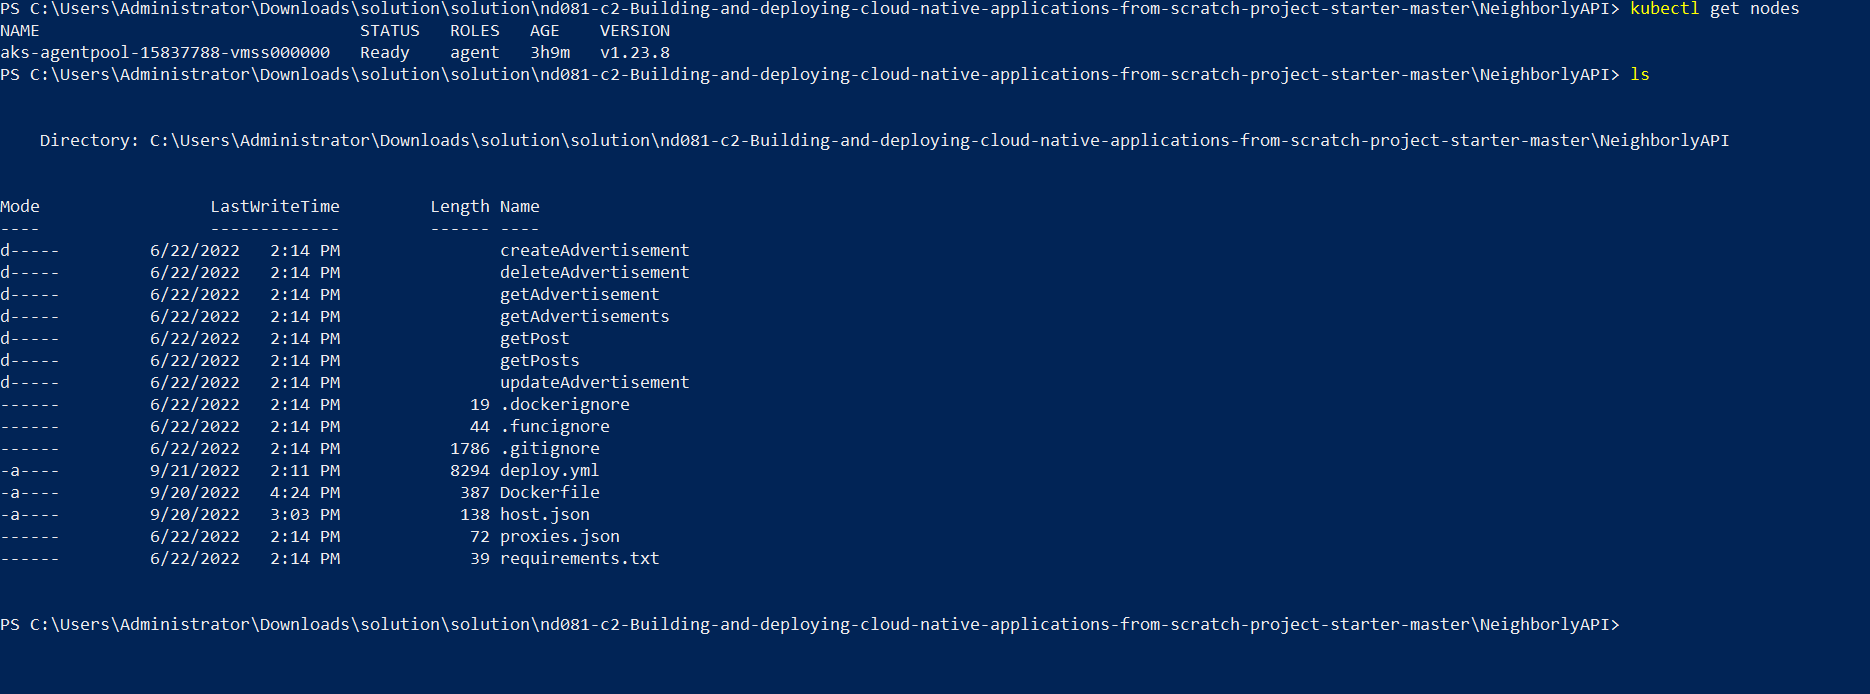 PS C:\Users\Administrator\Downloads\solution\solution\nd081-c2-Building-and-deploying-cloud-native-applications-from-scratch-project-starter-master\NeighborlyAPI> kubectl get nodes
NAME                                STATUS   ROLES   AGE    VERSION
aks-agentpool-15837788-vmss000000   Ready    agent   3h9m   v1.23.8
PS C:\Users\Administrator\Downloads\solution\solution\nd081-c2-Building-and-deploying-cloud-native-applications-from-scratch-project-starter-master\NeighborlyAPI> ls
    Directory: C:\Users\Administrator\Downloads\solution\solution\nd081-c2-Building-and-deploying-cloud-native-applications-from-scratch-project-starter-master\NeighborlyAPI
Mode                 LastWriteTime         Length Name
----                 -------------         ------ ----
d-----         6/22/2022   2:14 PM                createAdvertisement
d-----         6/22/2022   2:14 PM                deleteAdvertisement
d-----         6/22/2022   2:14 PM                getAdvertisement
d-----         6/22/2022   2:14 PM                getAdvertisements
d-----         6/22/2022   2:14 PM                getPost
d-----         6/22/2022   2:14 PM                getPosts
d-----         6/22/2022   2:14 PM                updateAdvertisement
------         6/22/2022   2:14 PM             19 .dockerignore
------         6/22/2022   2:14 PM             44 .funcignore
------         6/22/2022   2:14 PM           1786 .gitignore
-a----         9/21/2022   2:11 PM           8294 deploy.yml
-a----         9/20/2022   4:24 PM            387 Dockerfile
-a----         9/20/2022   3:03 PM            138 host.json
------         6/22/2022   2:14 PM             72 proxies.json
------         6/22/2022   2:14 PM             39 requirements.txt
PS C:\Users\Administrator\Downloads\solution\solution\nd081-c2-Building-and-deploying-cloud-native-applications-from-scratch-project-starter-master\NeighborlyAPI>